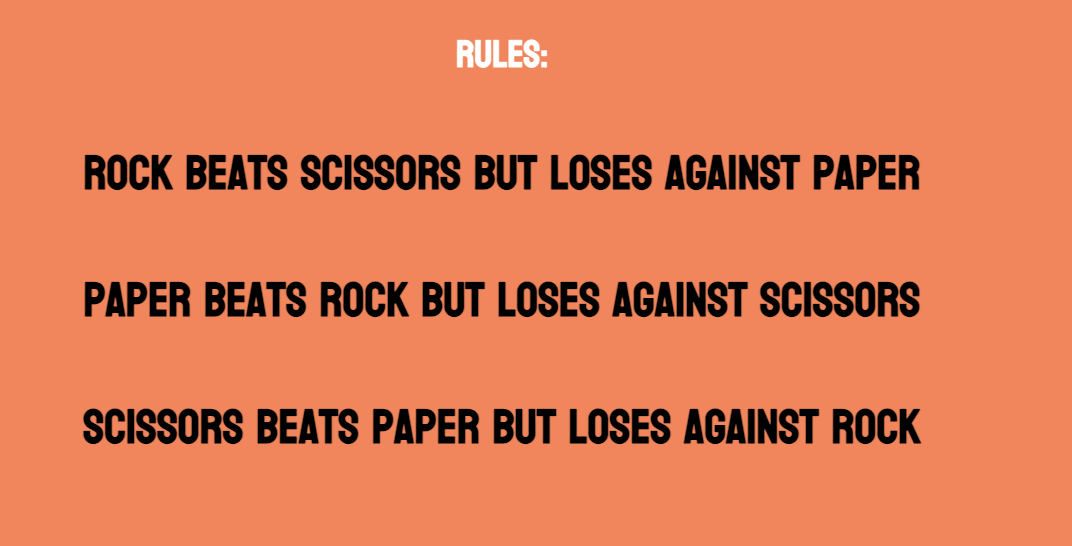 RULES:
ROCK BEATS SCISSORS BUT LOSES AGAINST PAPER
PAPER BEATS ROCK BUT LOSES AGAINST SCISSORS
SCISSORS BEATS PAPER BUT LOSES AGAINST ROCK